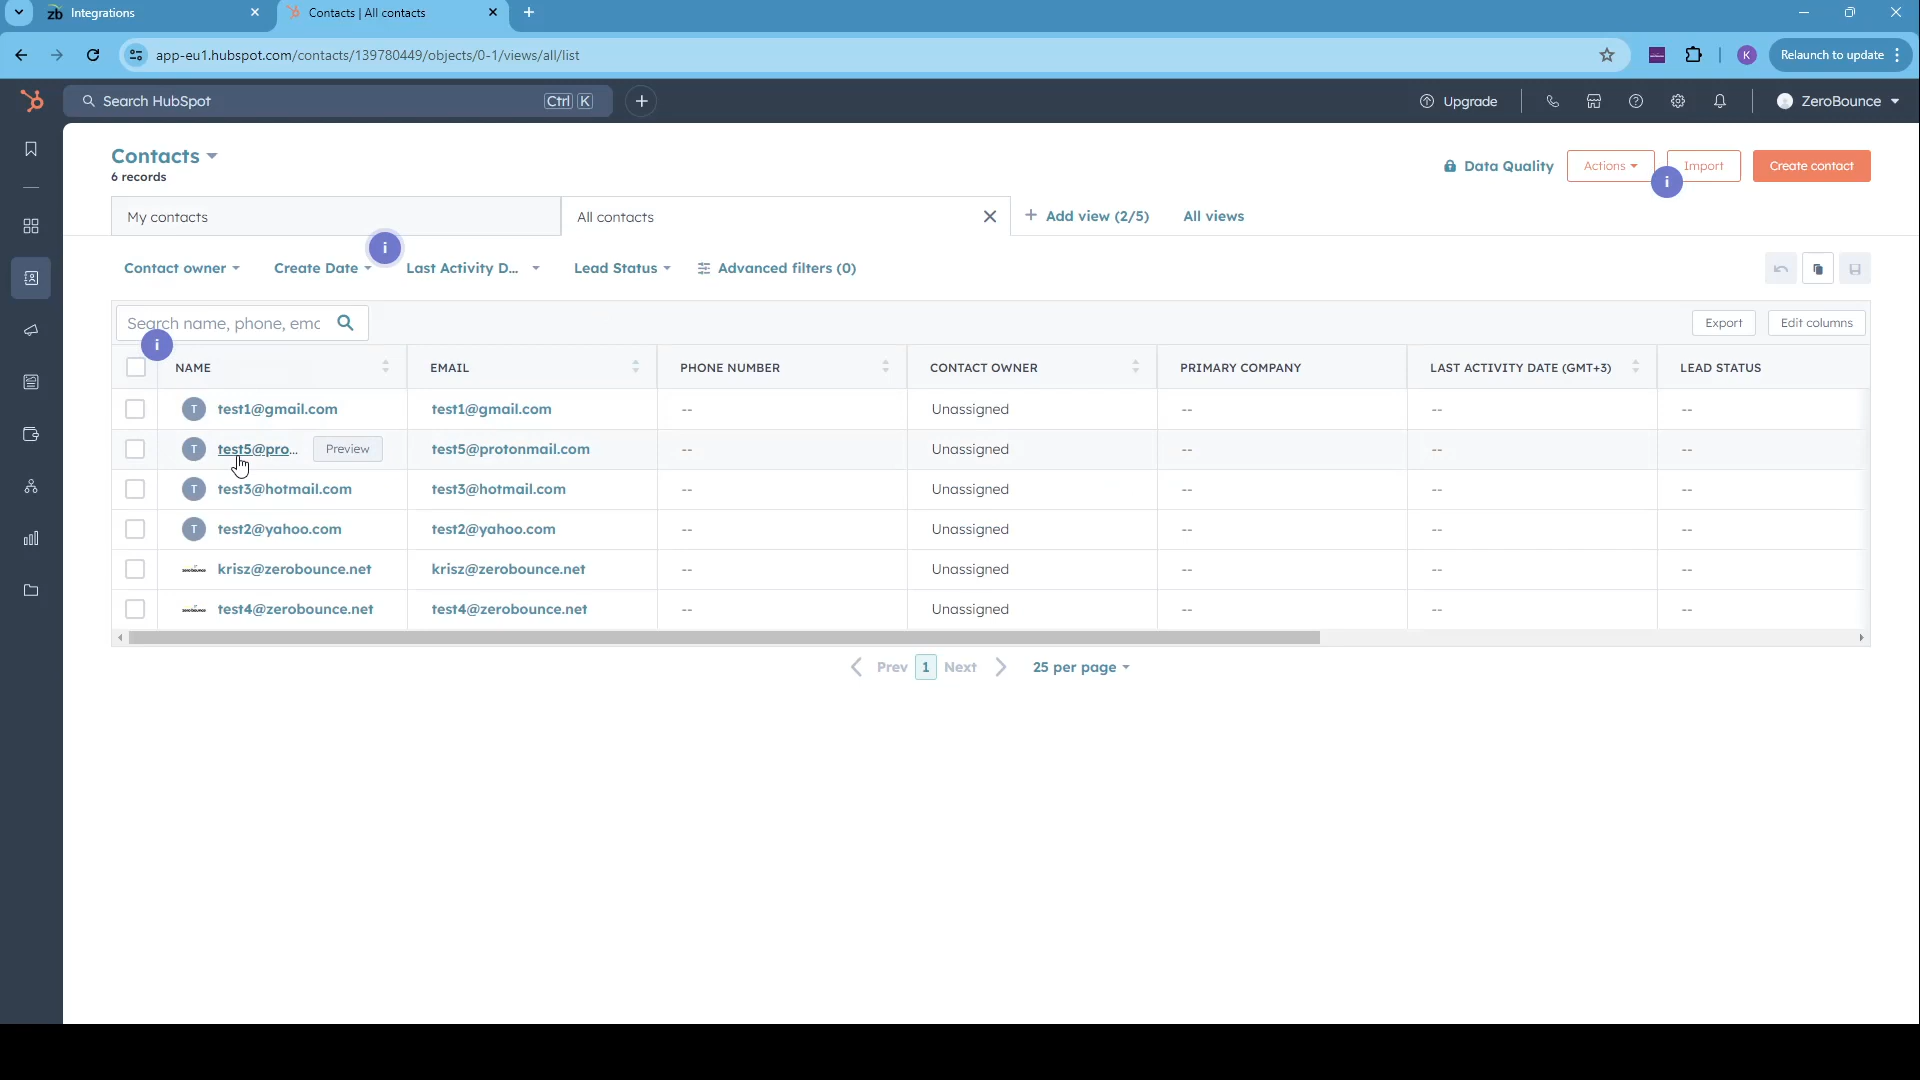 zb Integrations
Contacts | All contacts
app-eu1.hubspot.com/contacts/139780449/objects/0-1/views/all/list
K
Relaunch to update
Search HubSpot
Ctrl K
Upgrade
ZeroBounce
Contacts
6 records
Data Quality
Actions
Import
Create contact
i
My contacts
All contacts
+ Add view (2/5)
All views
i
Contact owner
Create Date
Last Activity D...
Lead Status
Advanced filters (0)
Search name, phone, emc
Export
Edit columns
i
NAME EMAIL PHONE NUMBER CONTACT OWNER PRIMARY COMPANY LAST ACTIVITY DATE (GMT+3) LEAD STATUS
T test1@gmail.com test1@gmail.com -- Unassigned -- -- --
T test5@pro... Preview test5@protonmail.com -- Unassigned -- -- --
T test3@hotmail.com test3@hotmail.com -- Unassigned -- -- --
T test2@yahoo.com test2@yahoo.com -- Unassigned -- -- --
krisz@zerobounce.net krisz@zerobounce.net -- Unassigned -- -- --
test4@zerobounce.net test4@zerobounce.net -- Unassigned -- -- --
Prev 1 Next 25 per page